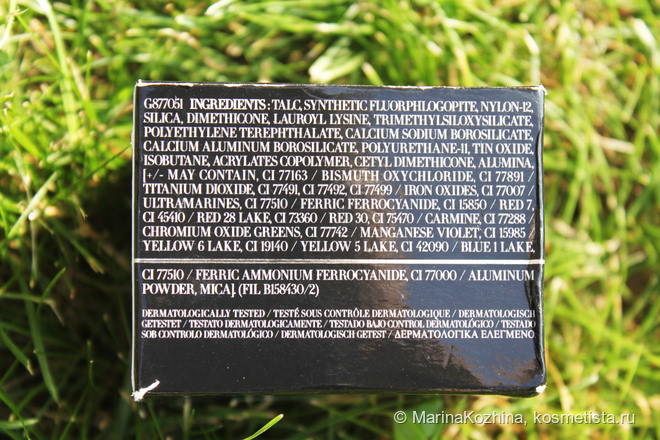 G877051 INGREDIENTS : TALC, SYNTHETIC FLUORPHLOGOPITE, NYLON-12,
SILICA, DIMETHICONE, LAUROYL LYSINE, TRIMETHYLSILOXYSILICATE,
POLYETHYLENE TEREPHTHALATE, CALCIUM SODIUM BOROSILICATE,
CALCIUM ALUMINUM BOROSILICATE, POLYURETHANE-11, TIN OXIDE,
ISOBUTANE, ACRYLATES COPOLYMER, CETYL DIMETHICONE, ALUMINA,
[+/- MAY CONTAIN, CI 77163 / BISMUTH OXYCHLORIDE, CI 77891 /
TITANIUM DIOXIDE, CI 77491, CI 77492, CI 77499 / IRON OXIDES, CI 77007 /
ULTRAMARINES, CI 77510 / FERRIC FERROCYANIDE, CI 15850 / RED 7,
CI 45410 / RED 28 LAKE, CI 73360 / RED 30, CI 75470 / CARMINE, CI 77288 /
CHROMIUM OXIDE GREENS, CI 77742 / MANGANESE VIOLET, CI 15985 /
YELLOW 6 LAKE, CI 19140 / YELLOW 5 LAKE, CI 42090 / BLUE 1 LAKE,
CI 77510 / FERRIC AMMONIUM FERROCYANIDE, CI 77000 / ALUMINUM
POWDER, MICA]. (FIL B158430/2)
DERMATOLOGICALLY TESTED / TESTÉ SOUS CONTRÔLE DERMATOLOGIQUE / DERMATOLOGISCH
GETESTET / TESTATO DERMATOLOGICAMENTE / TESTADO BAJO CONTROL DERMATOLÓGICO / TESTADO
SOB CONTROLO DERMATOLÓGICO / DERMATOLOGISCH GETEST / ΔΕΡΜΑΤΟΛΟΓΙΚΑ ΕΛΕΓΜΕΝΟ
© MarinaKozhina, kosmetista.ru